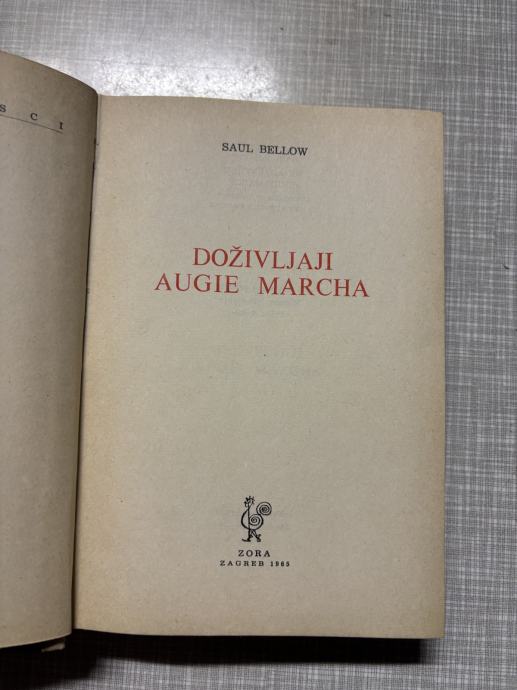 S C I
SAUL BELLOW
DOŽIVLJAJI
AUGIE MARCHA
ZORA
ZAGREB 1965